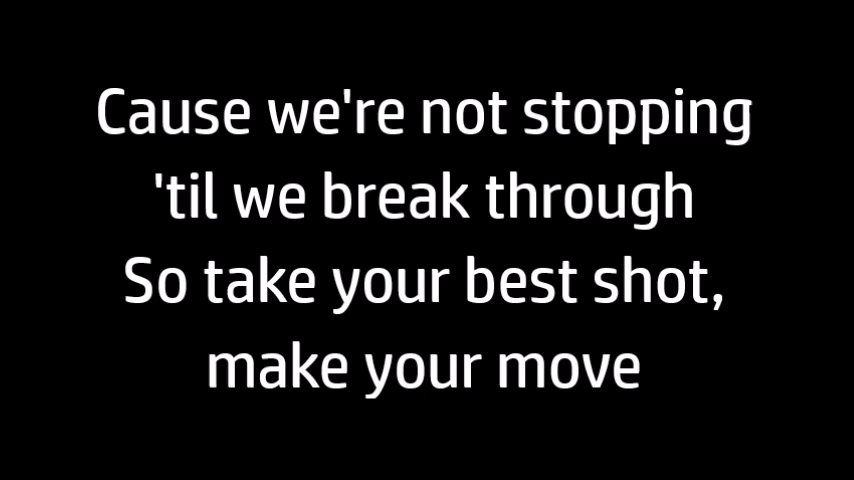 Cause we're not stopping
'til we break through
So take your best shot,
make your move